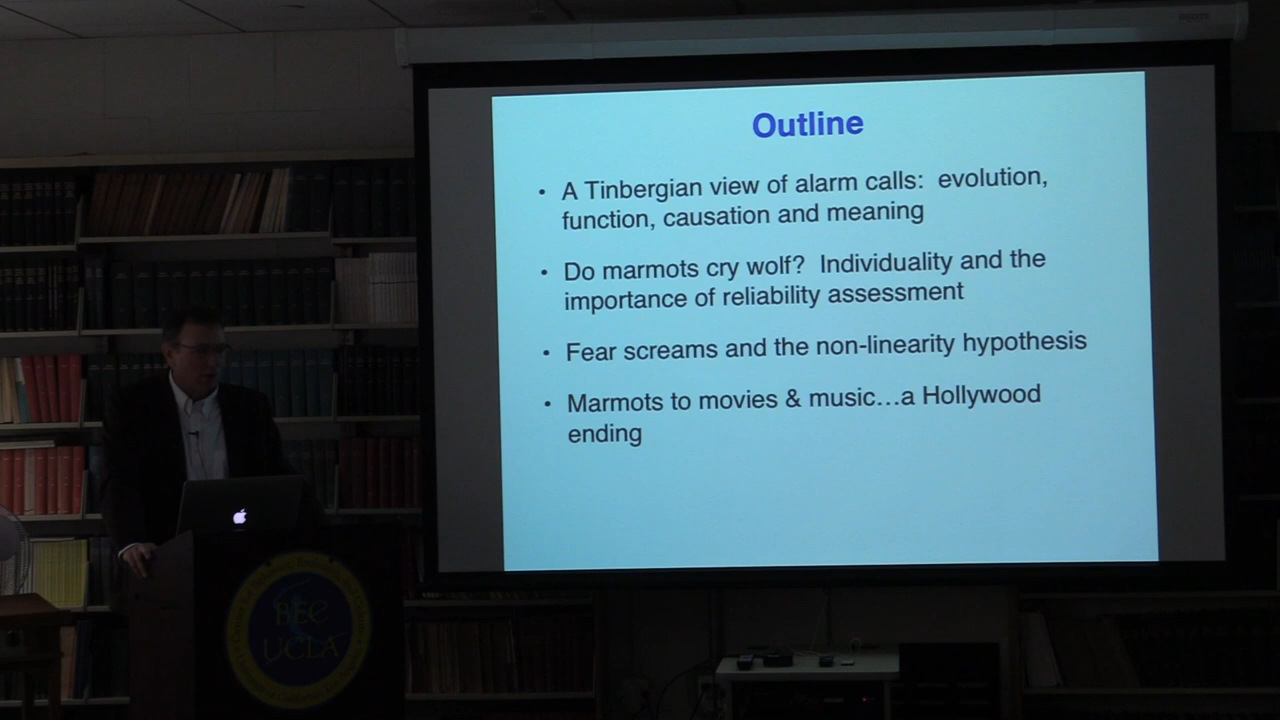 Outline
• A Tinbergian view of alarm calls: evolution,
function, causation and meaning
• Do marmots cry wolf? Individuality and the
importance of reliability assessment
• Fear screams and the non-linearity hypothesis
• Marmots to movies & music…a Hollywood
ending
BEC
UCLA